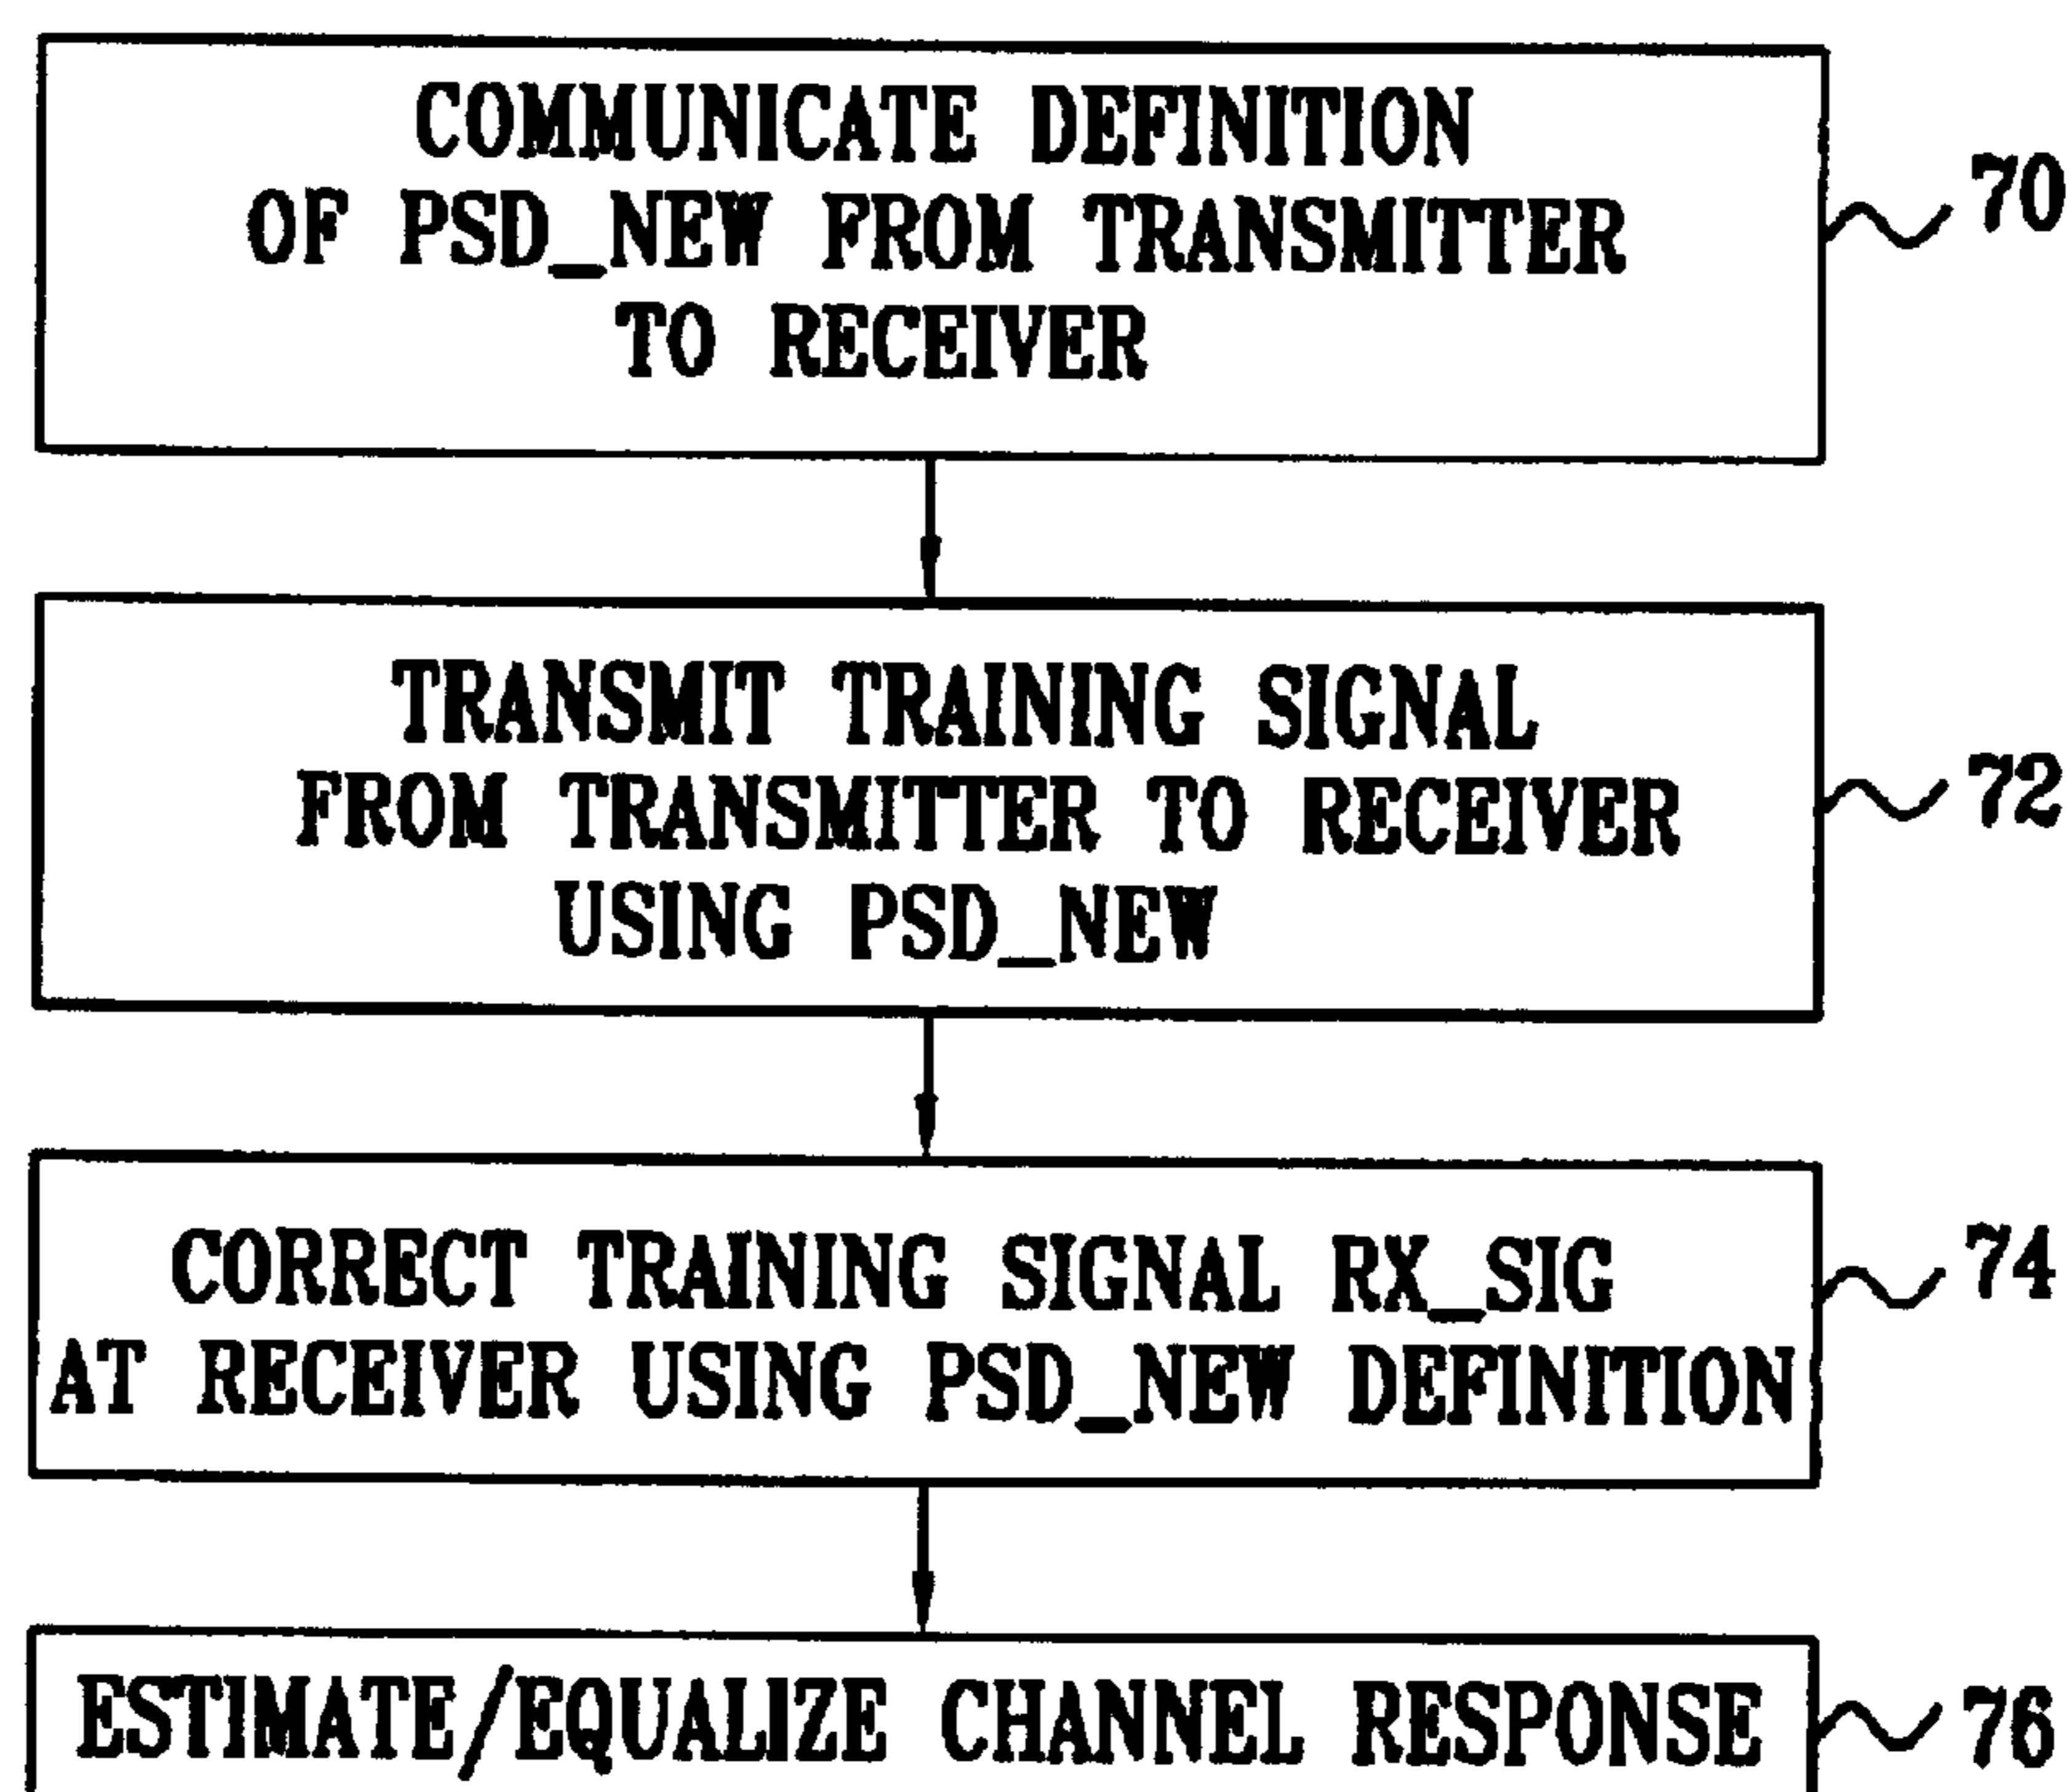 COMMUNICATE DEFINITION
OF PSD_NEW FROM TRANSMITTER
TO RECEIVER
70
TRANSMIT TRAINING SIGNAL
FROM TRANSMITTER TO RECEIVER
USING PSD_NEW
72
CORRECT TRAINING SIGNAL RX_SIG
AT RECEIVER USING PSD_NEW DEFINITION
74
ESTIMATE/EQUALIZE CHANNEL RESPONSE
76